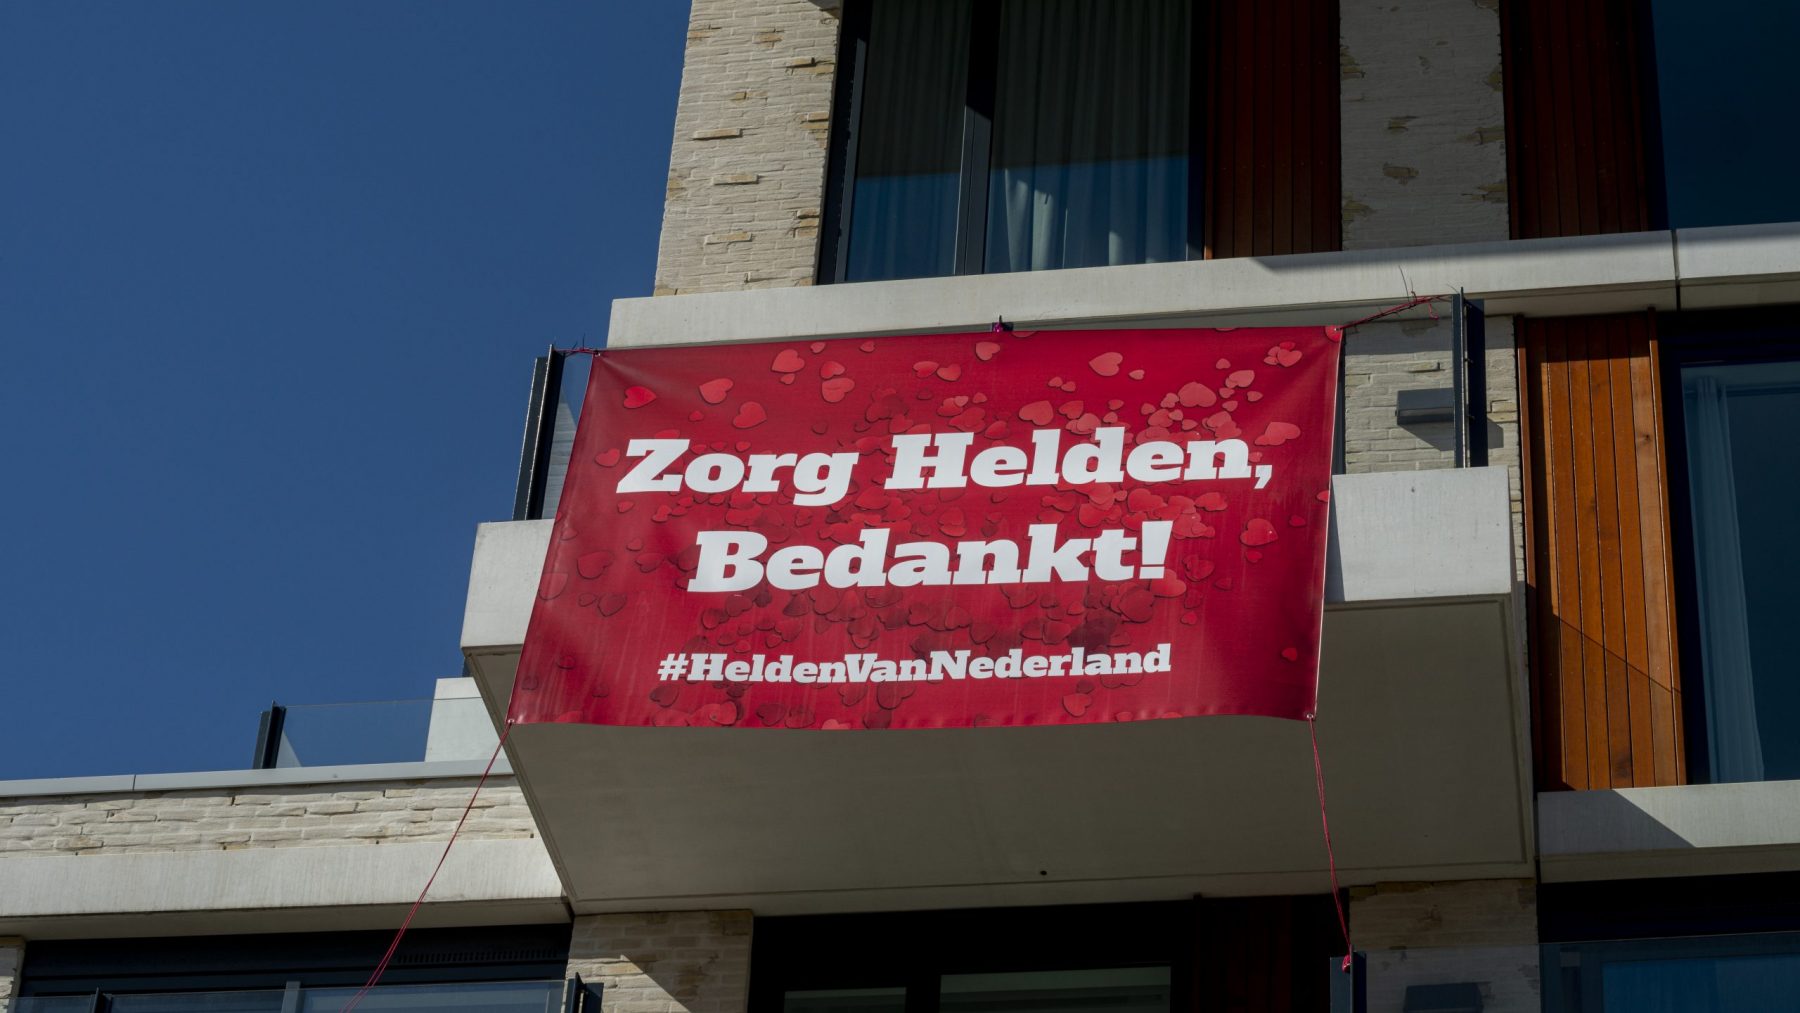 Zorg Helden,
Bedankt!
#HeldenVanNederland